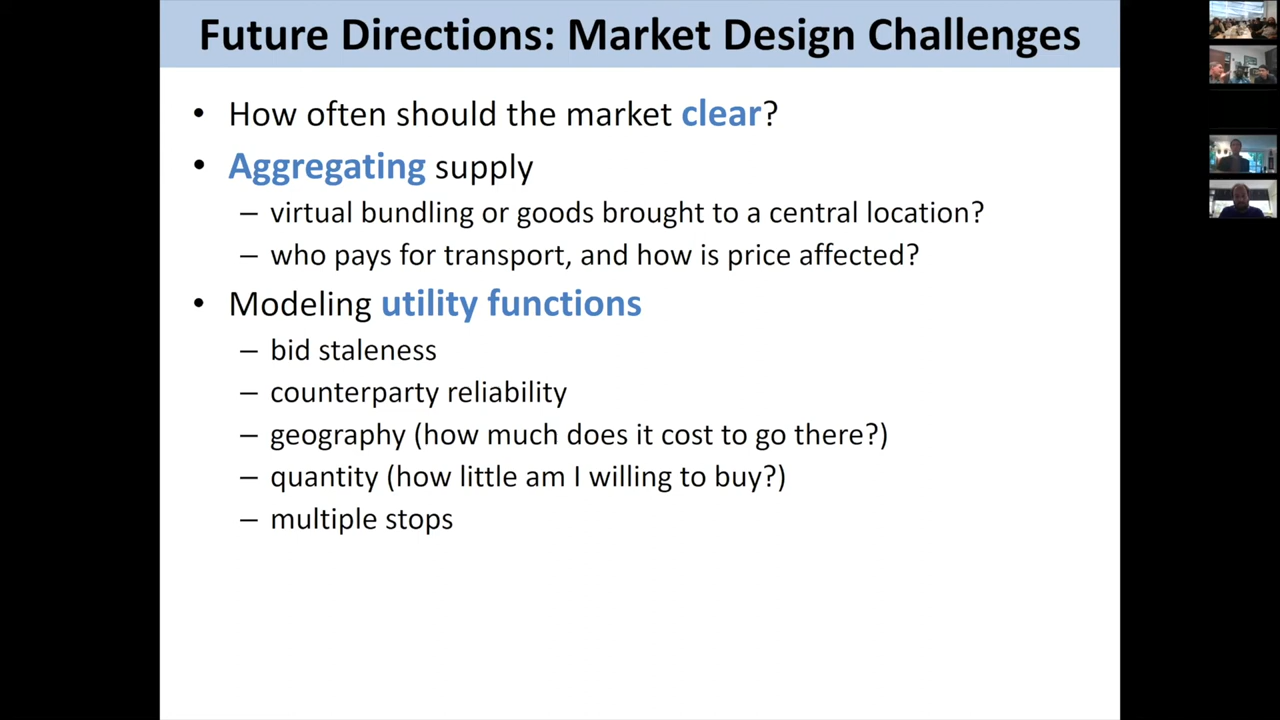 Future Directions: Market Design Challenges
• How often should the market clear?
• Aggregating supply
– virtual bundling or goods brought to a central location?
– who pays for transport, and how is price affected?
• Modeling utility functions
– bid staleness
– counterparty reliability
– geography (how much does it cost to go there?)
– quantity (how little am I willing to buy?)
– multiple stops